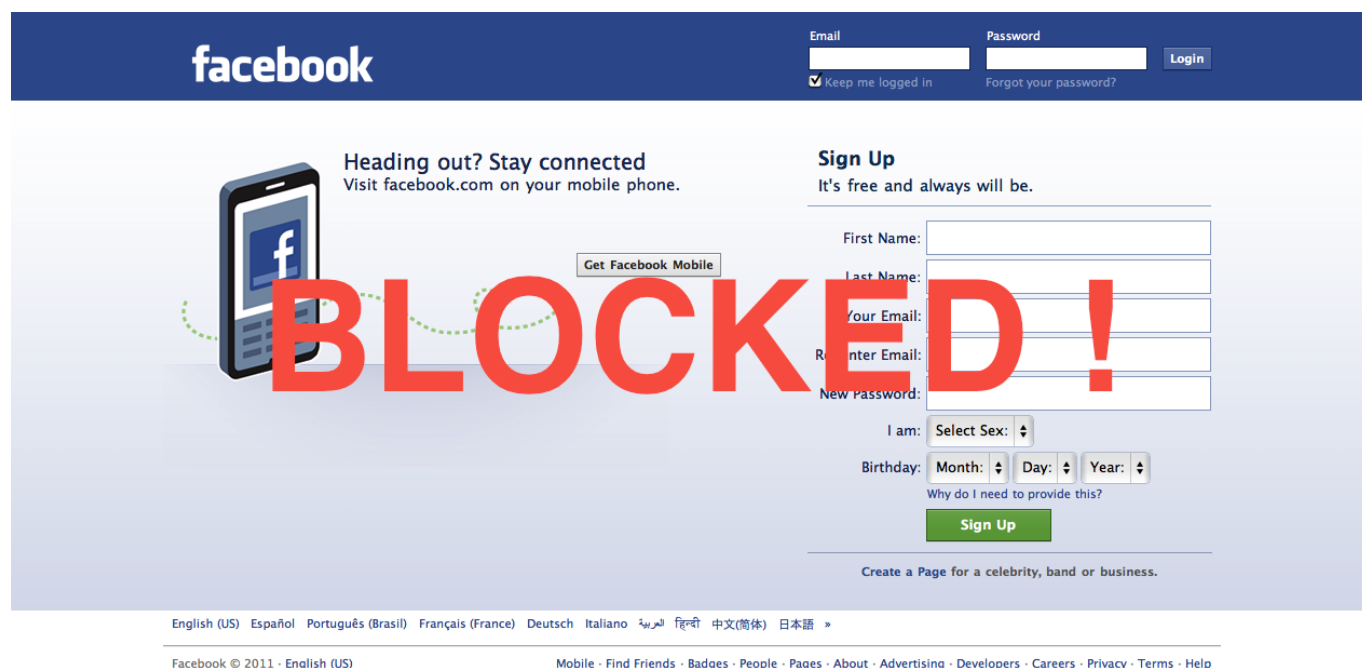 facebook
Email
Password
Login
Keep me logged in
Forgot your password?
Heading out? Stay connected
Visit facebook.com on your mobile phone.
Get Facebook Mobile
Sign Up
It's free and always will be.
First Name:
Last Name:
Your Email:
Re-enter Email:
New Password:
I am: Select Sex:
Birthday: Month: Day: Year:
Why do I need to provide this?
Sign Up
Create a Page for a celebrity, band or business.
BLOCKED !
English (US) Español Português (Brasil) Français (France) Deutsch Italiano العربية हिन्दी 中文(简体) 日本語 »
Facebook © 2011 · English (US)
Mobile · Find Friends · Badges · People · Pages · About · Advertising · Developers · Careers · Privacy · Terms · Help